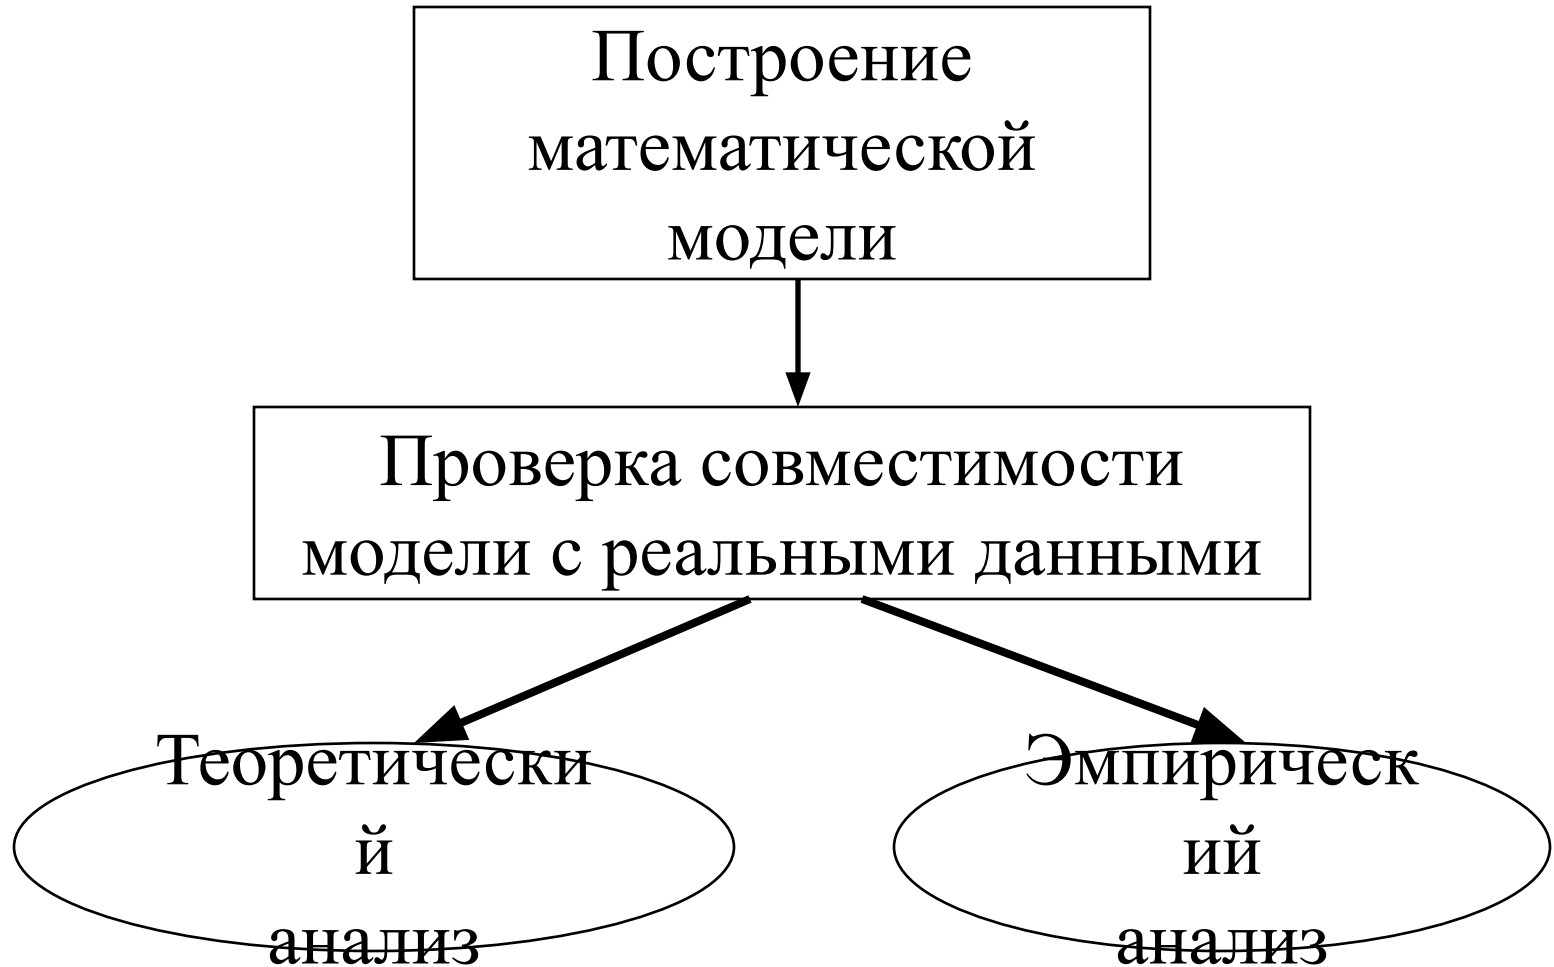 Построение
математической
модели
Проверка совместимости
модели с реальными данными
Теоретически
й
анализ
Эмпирическ
ий
анализ